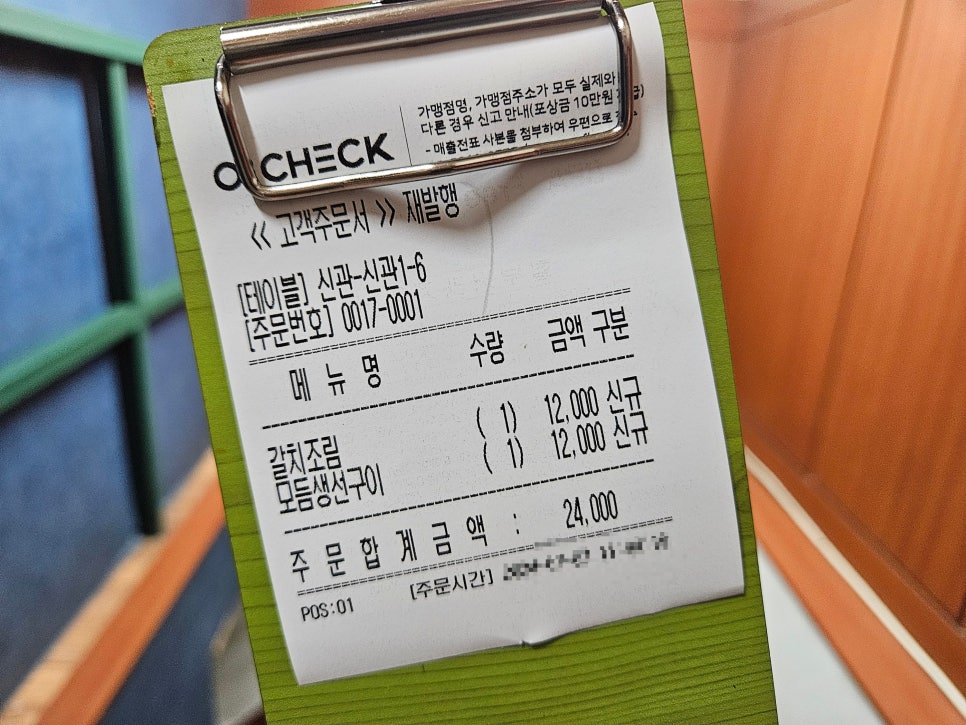 가맹점명, 가맹점주소가 모두 실제와
다른 경우 신고 안내(포상금 10만원
- 매출전표 사본을 첨부하여 우편으로
CHECK
<< 고객주문서 >> 재발행
[테이블] 신관-신관1-6
[주문번호] 0017-0001
메 뉴 명 수량 금액 구분
갈치조림 ( 1) 12,000 신규
모듬생선구이 ( 1) 12,000 신규
주 문 합 계 금 액 : 24,000
[주문시간]
POS:01